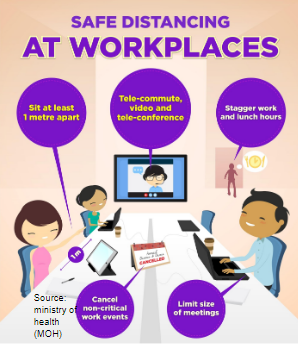 SAFE DISTANCING
AT WORKPLACES
Sit at least
1 metre apart
Tele-commute,
video and
tele-conference
Stagger work
and lunch hours
1m
CANCELLED
Source:
ministry of
health
(MOH)
Cancel
non-critical
work events
Limit size
of meetings